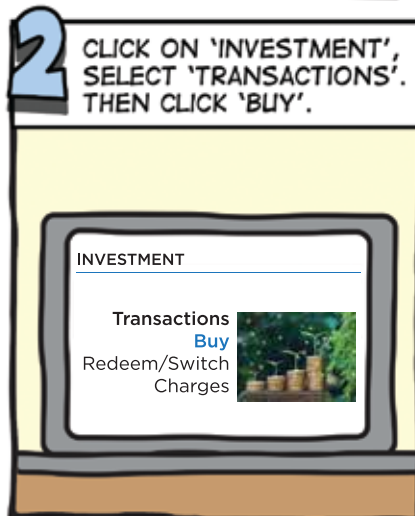 2
CLICK ON ‘INVESTMENT’,
SELECT ‘TRANSACTIONS’.
THEN CLICK ‘BUY’.
INVESTMENT
Transactions
Buy
Redeem/Switch
Charges